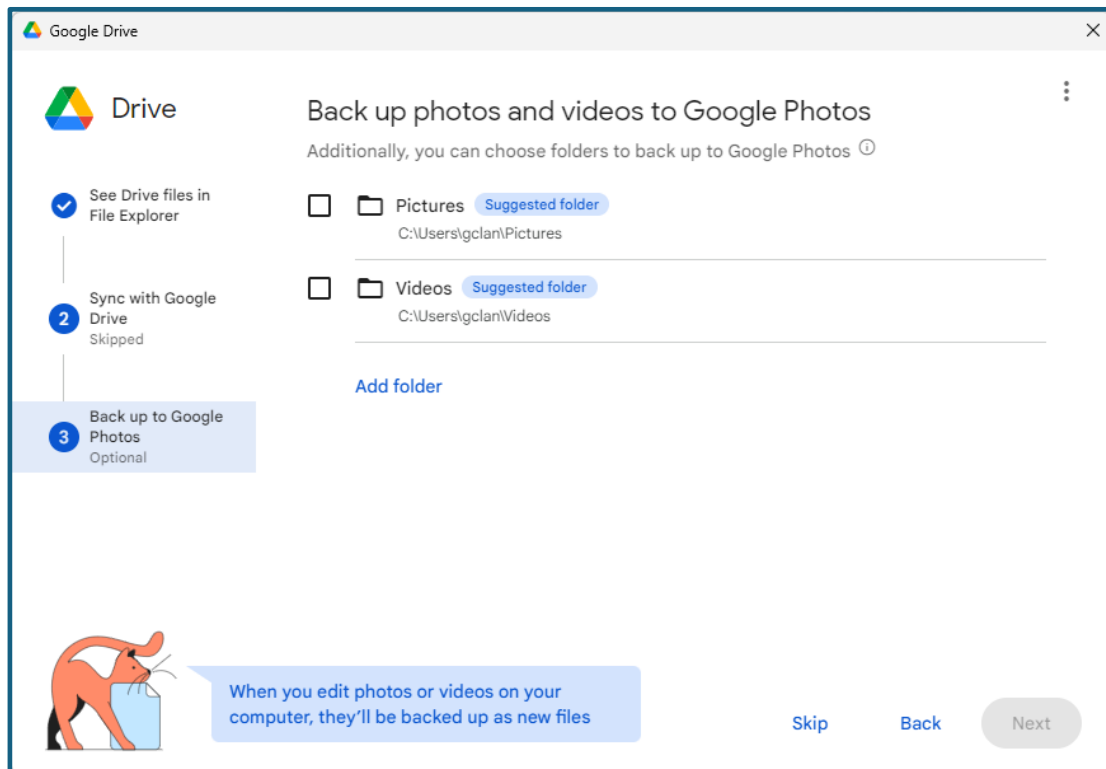 Google Drive
Drive
See Drive files in
File Explorer
2
Sync with Google
Drive
Skipped
3
Back up to Google
Photos
Optional
Back up photos and videos to Google Photos
Additionally, you can choose folders to back up to Google Photos
Pictures Suggested folder
C:\Users\gclan\Pictures
Videos Suggested folder
C:\Users\gclan\Videos
Add folder
When you edit photos or videos on your
computer, they’ll be backed up as new files
Skip Back Next